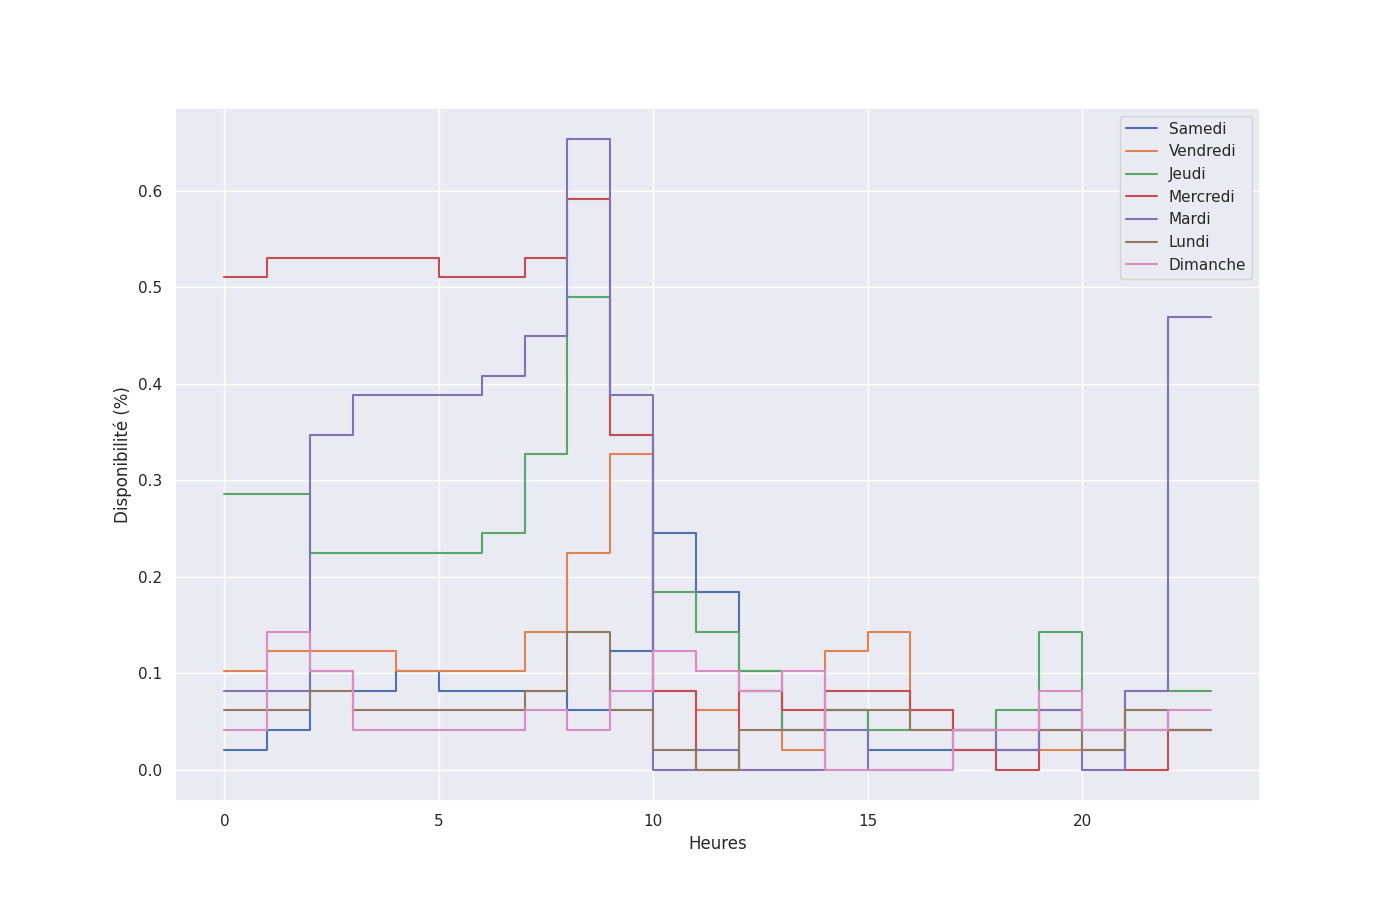 Samedi
Vendredi
Jeudi
Mercredi
Mardi
Lundi
Dimanche
0.6
0.5
0.4
0.3
0.2
0.1
0.0
Disponibilité (%)
0 5 10 15 20
Heures